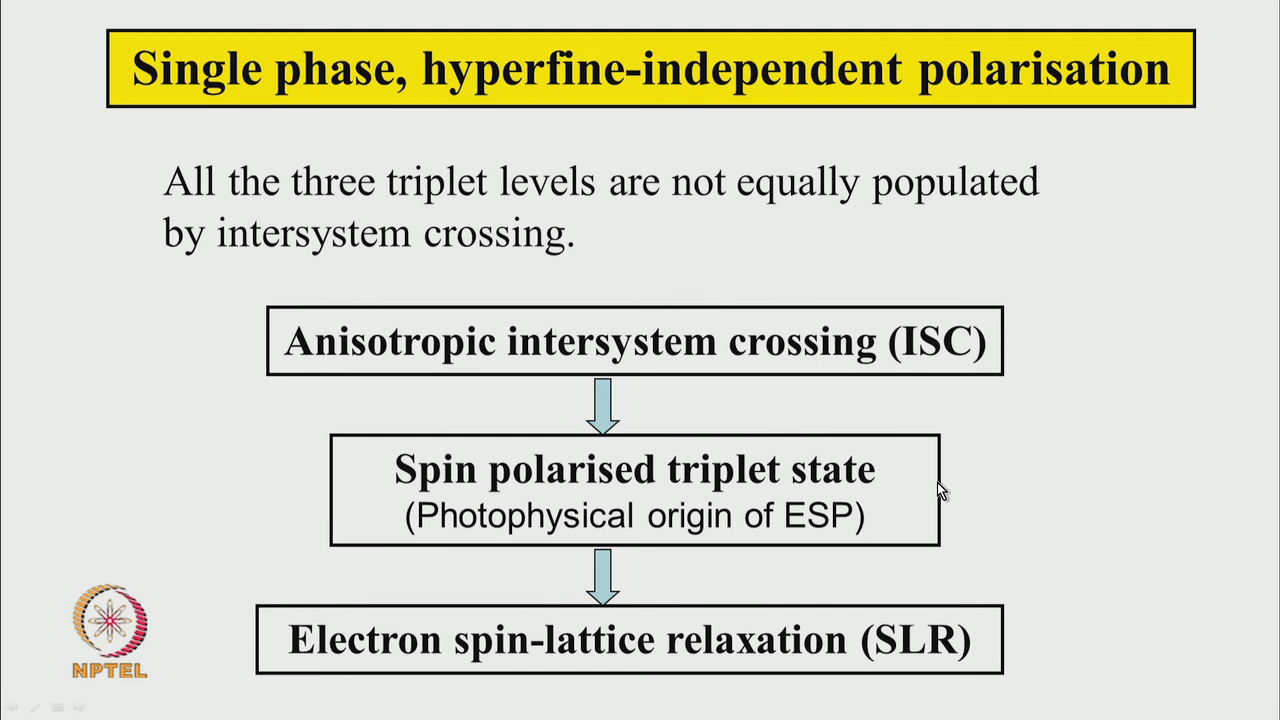 Single phase, hyperfine-independent polarisation
All the three triplet levels are not equally populated
by intersystem crossing.
Anisotropic intersystem crossing (ISC)
Spin polarised triplet state
(Photophysical origin of ESP)
Electron spin-lattice relaxation (SLR)
NPTEL